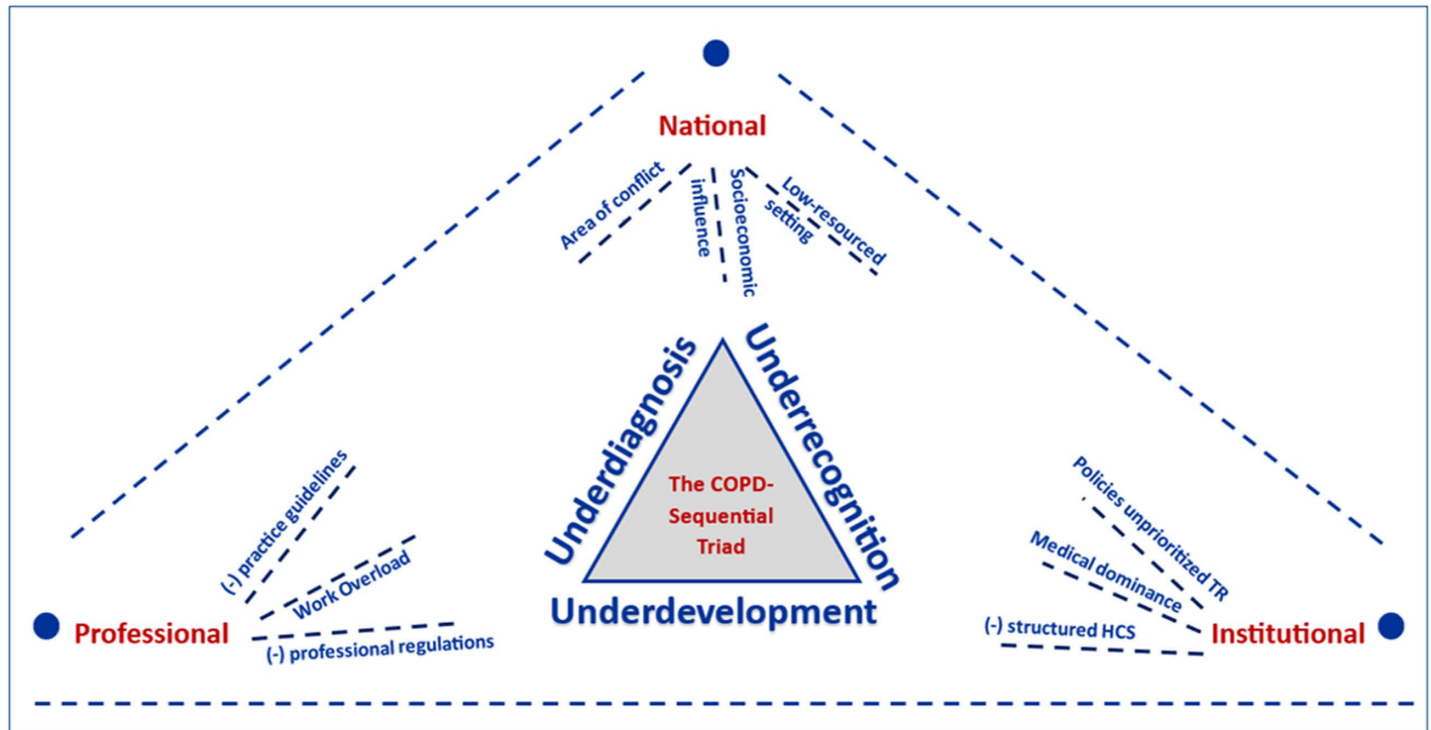 National
Area of conflict
Socioeconomic
influence
Low-resourced
setting
Underdiagnosis
Underrecognition
The COPD-
Sequential
Triad
Underdevelopment
(-) practice guidelines
Work Overload
(-) professional regulations
Professional
Policies unprioritized TR
Medical dominance
(-) structured HCS
Institutional